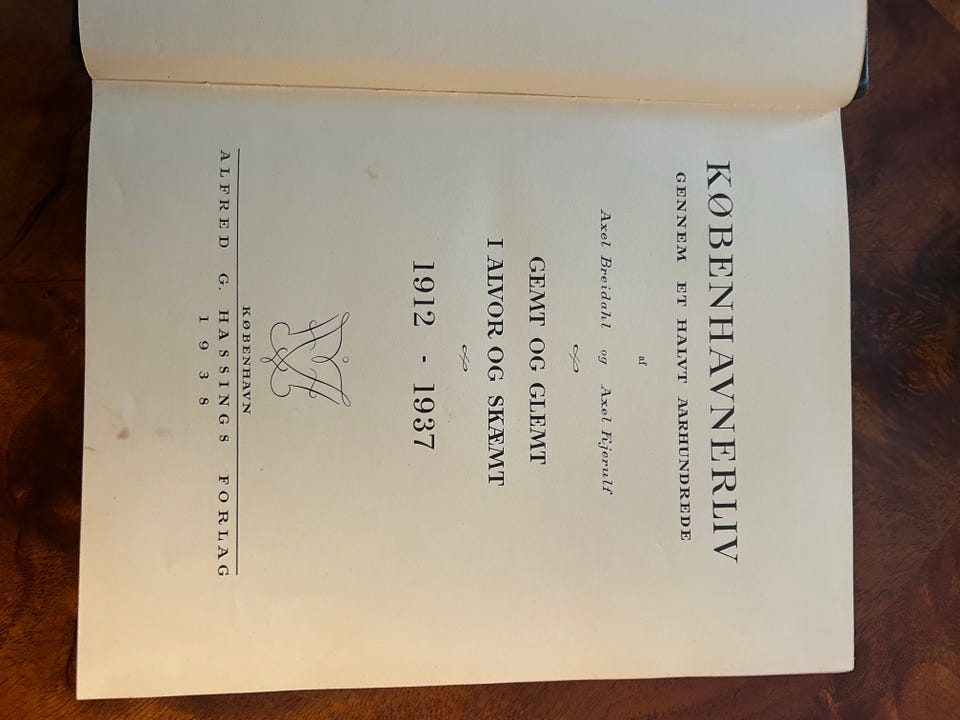 KØBENHAVNERLIV
GENNEM ET HALVT AARHUNDREDE
af
Axel Breidahl og Axel Kjerulf
GEMT OG GLEMT
I ALVOR OG SKÆMT
1912 - 1937
KØBENHAVN
ALFRED G. HASSINGS FORLAG
1938